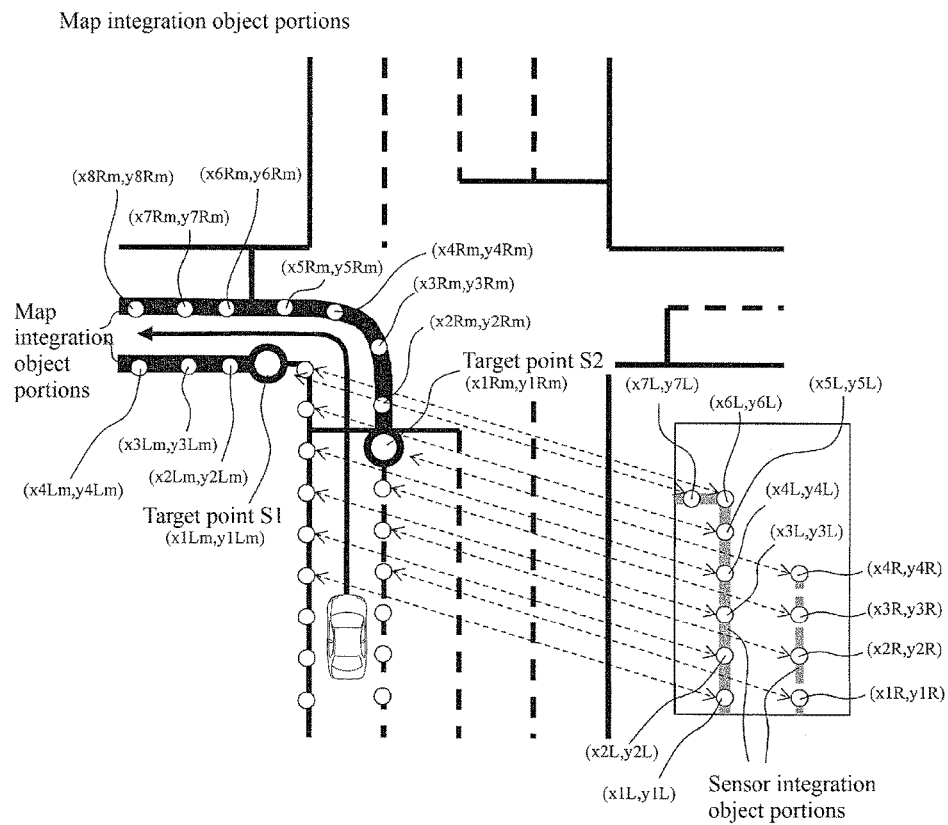 Map integration object portions
(x8Rm,y8Rm)
(x6Rm,y6Rm)
(x7Rm,y7Rm)
(x4Rm,y4Rm)
(x5Rm,y5Rm)
(x3Rm,y3Rm)
Map
integration
object
portions
(x2Rm,y2Rm)
Target point S2
(x1Rm,y1Rm)
(x7L,y7L)
(x5L,y5L)
(x6L,y6L)
(x3Lm,y3Lm)
(x2Lm,y2Lm)
(x4Lm,y4Lm)
(x4L,y4L)
Target point S1
(x1Lm,y1Lm)
(x3L,y3L)
(x4R,y4R)
(x3R,y3R)
(x2R,y2R)
(x1R,y1R)
(x2L,y2L)
(x1L,y1L)
Sensor integration
object portions